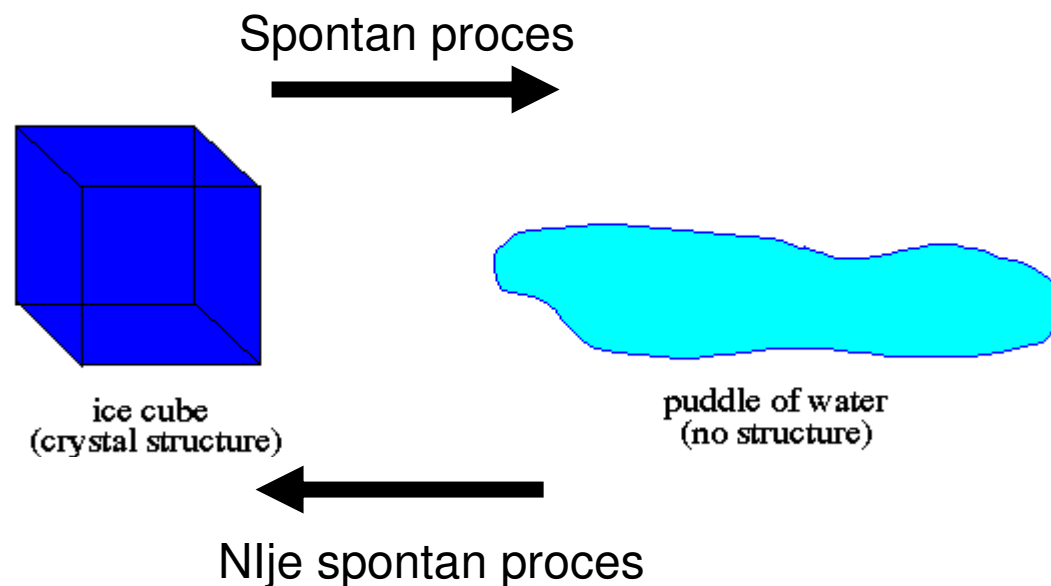 Spontan proces
ice cube
(crystal structure)
puddle of water
(no structure)
NIje spontan proces